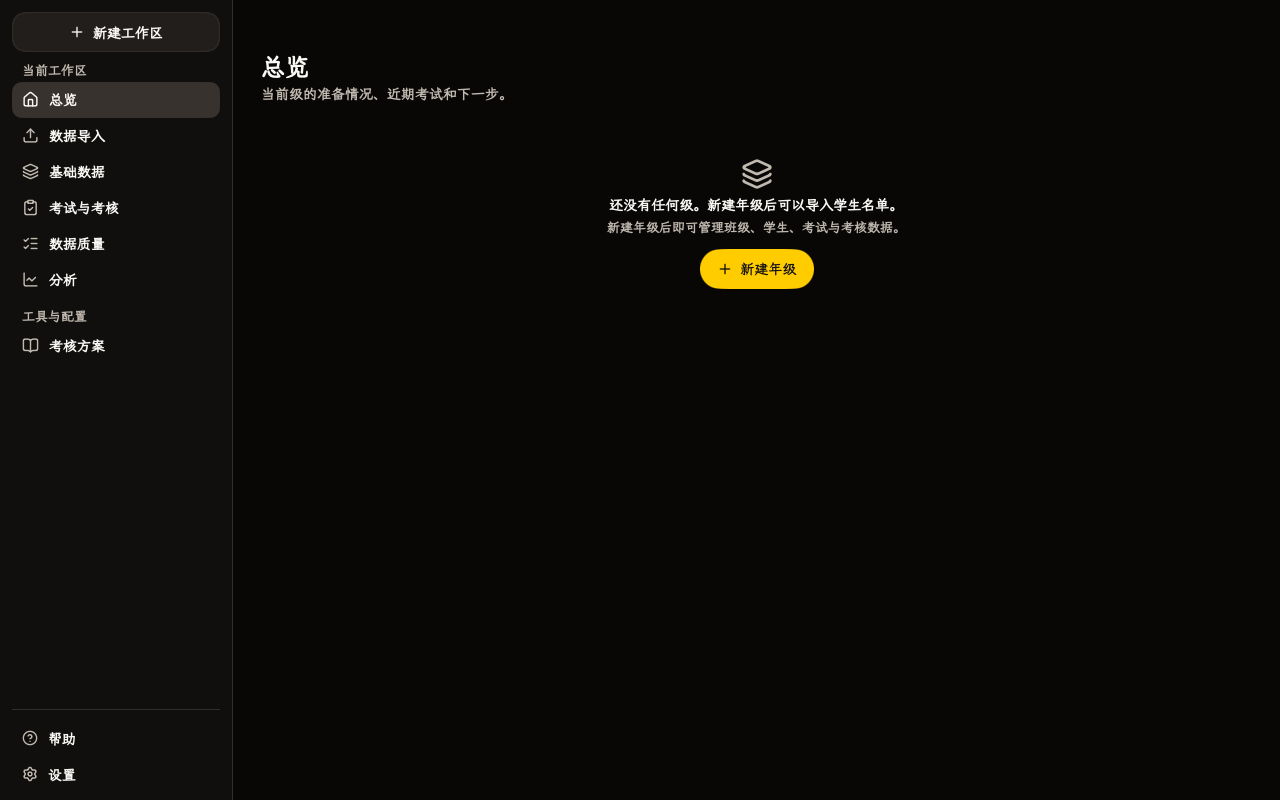 新建工作区
当前工作区
总览
数据导入
基础数据
考试与考核
数据质量
分析
工具与配置
考核方案
帮助
设置
总览
当前级的准备情况、近期考试和下一步。
还没有任何级。新建年级后可以导入学生名单。
新建年级后即可管理班级、学生、考试与考核数据。
新建年级